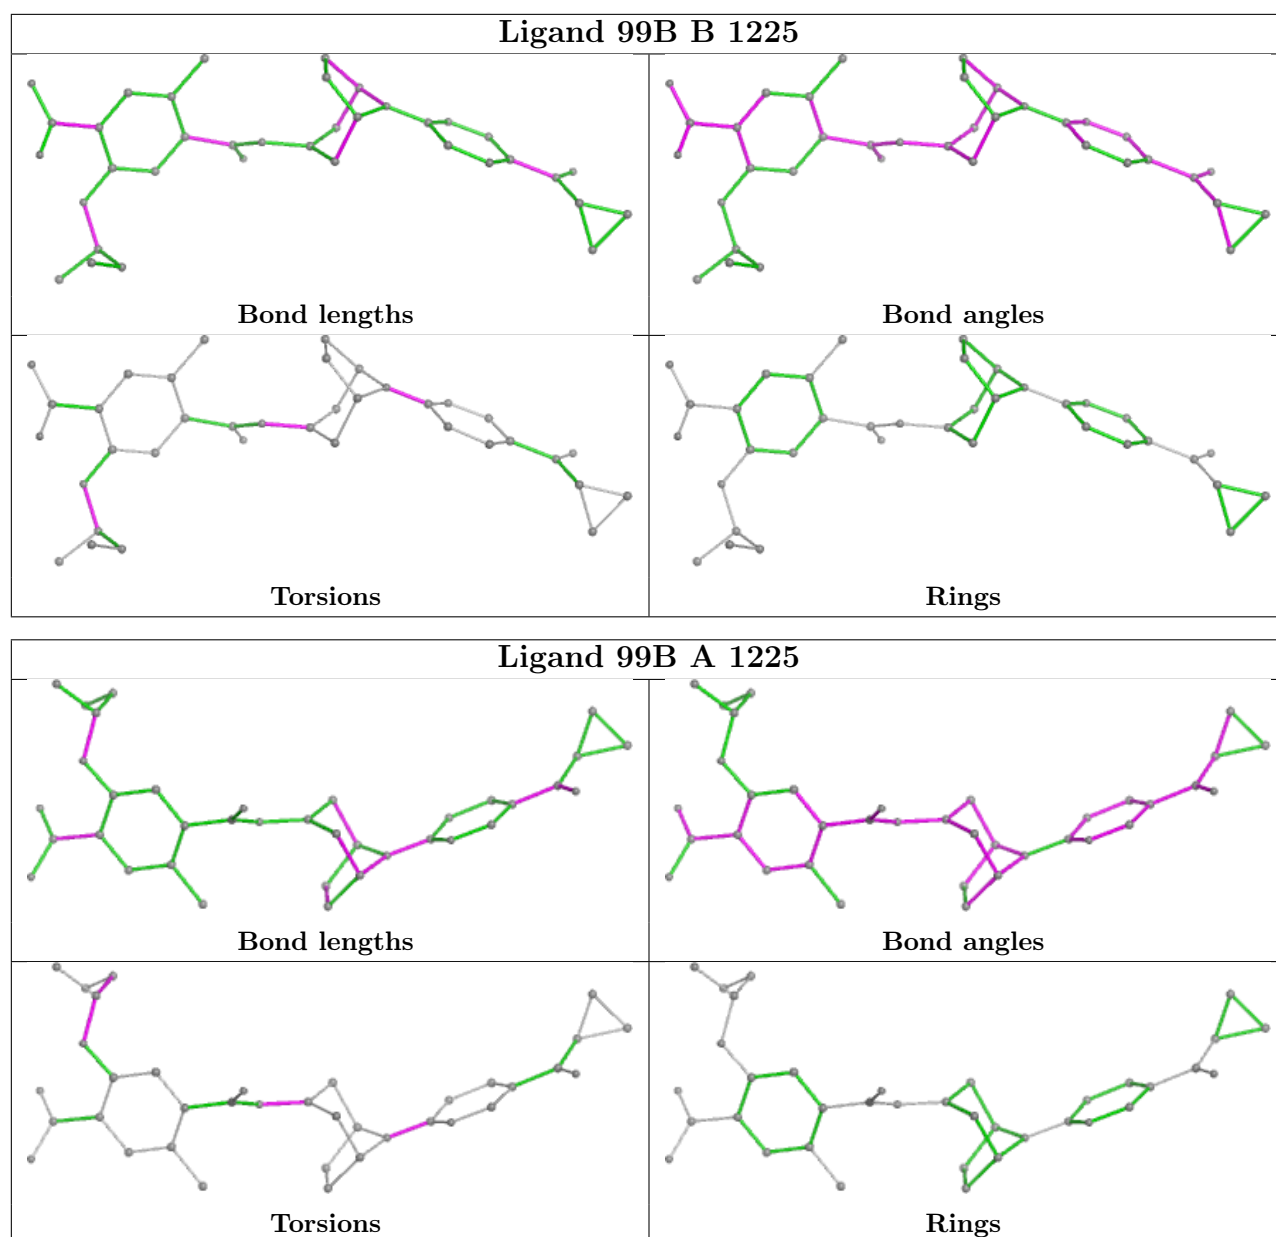 Ligand 99B B 1225
Bond lengths
Bond angles
Torsions
Rings
Ligand 99B A 1225
Bond lengths
Bond angles
Torsions
Rings